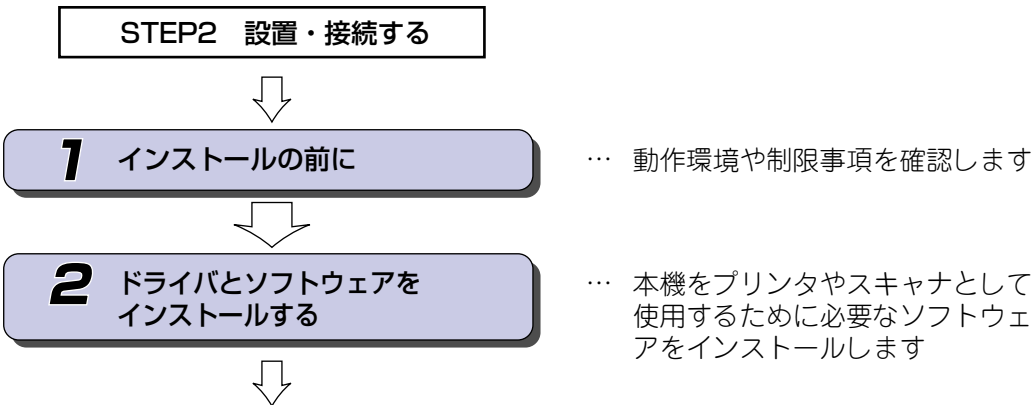 STEP2　設置・接続する
1 インストールの前に
… 動作環境や制限事項を確認します
2 ドライバとソフトウェアを
インストールする
… 本機をプリンタやスキャナとして
使用するために必要なソフトウェ
アをインストールします